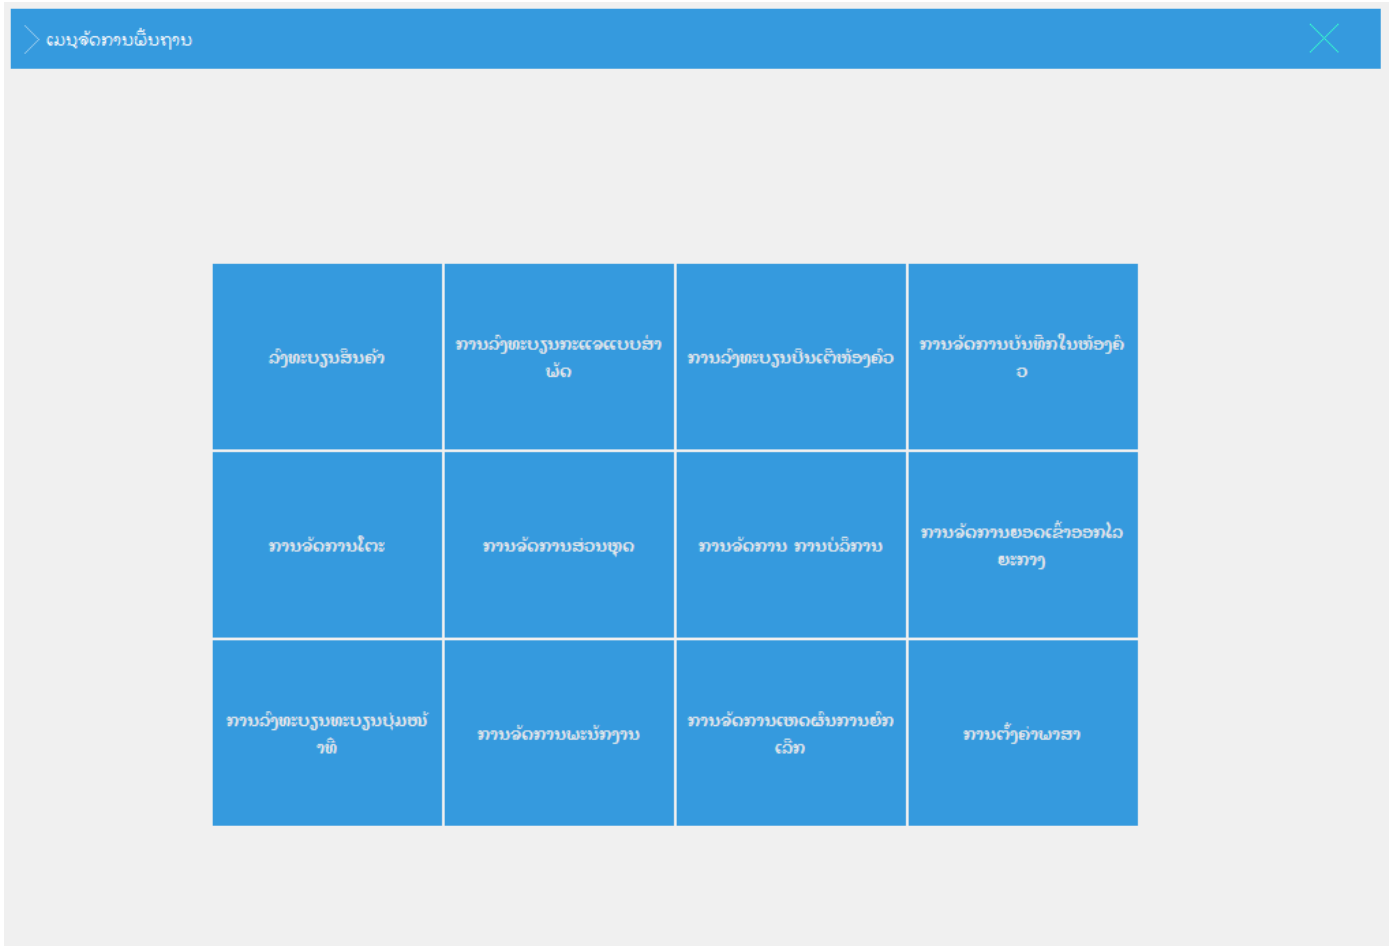 ເມນູຈັດການພື້ນຖານ
ລົງທະບຽນສິນຄ້າ
ການລົງທະບຽນກະແຈແບບສໍາ
ພັດ
ການລົງທະບຽນປິນເຕີຫ້ອງຄົວ
ການຈັດການບັນທຶກໃນຫ້ອງຄົ
ວ
ການຈັດການໂຕະ
ການຈັດການສ່ວນຫຼຸດ
ການຈັດການ ການບໍລິການ
ການຈັດການຍອດເຂົ້າອອກໄລ
ຍະກາງ
ການລົງທະບຽນທະບຽນປຸ່ມໜ້
າທີ່
ການຈັດການພະນັກງານ
ການຈັດການເຫດຜົນການຍົກ
ເລີກ
ການຕັ້ງຄ່າພາສາ